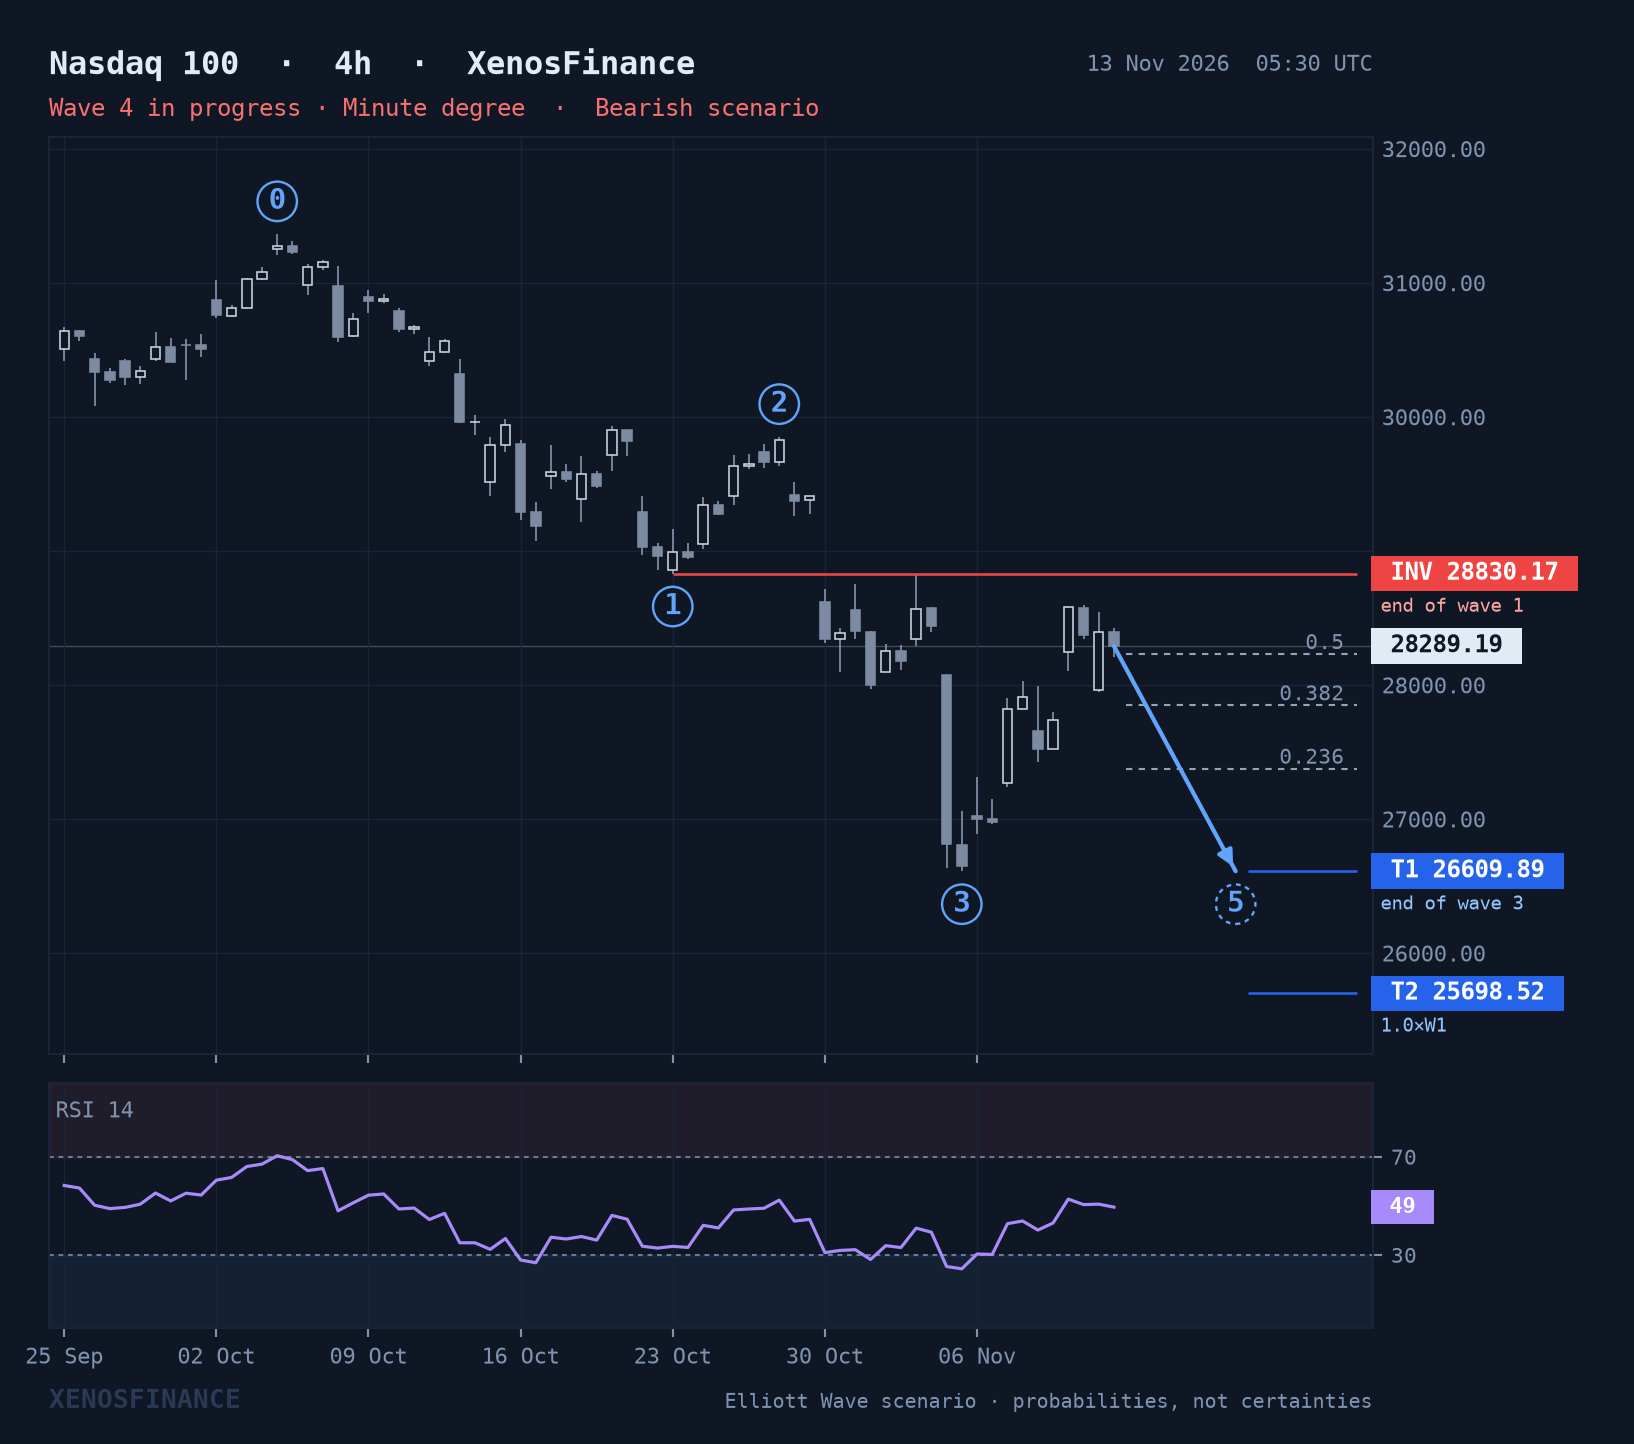 Nasdaq 100 · 4h · XenosFinance
13 Nov 2026 05:30 UTC
Wave 4 in progress · Minute degree · Bearish scenario
32000.00
0
31000.00
2
30000.00
INV 28830.17
1
end of wave 1
0.5
28289.19
0.382
28000.00
0.236
27000.00
T1 26609.89
3
5
end of wave 3
26000.00
T2 25698.52
1.0×W1
RSI 14
70
49
30
25 Sep
02 Oct
09 Oct
16 Oct
23 Oct
30 Oct
06 Nov
XENOSFINANCE
Elliott Wave scenario · probabilities, not certainties